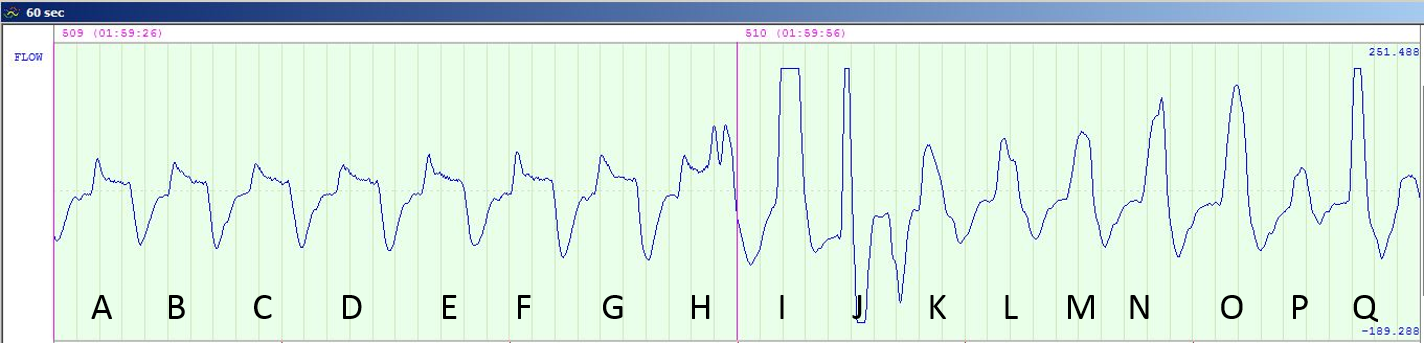 60 sec
509 (01:59:26) 510 (01:59:56)
FLOW 251.488
A B C D E F G H I J K L M N O P Q
-189.288